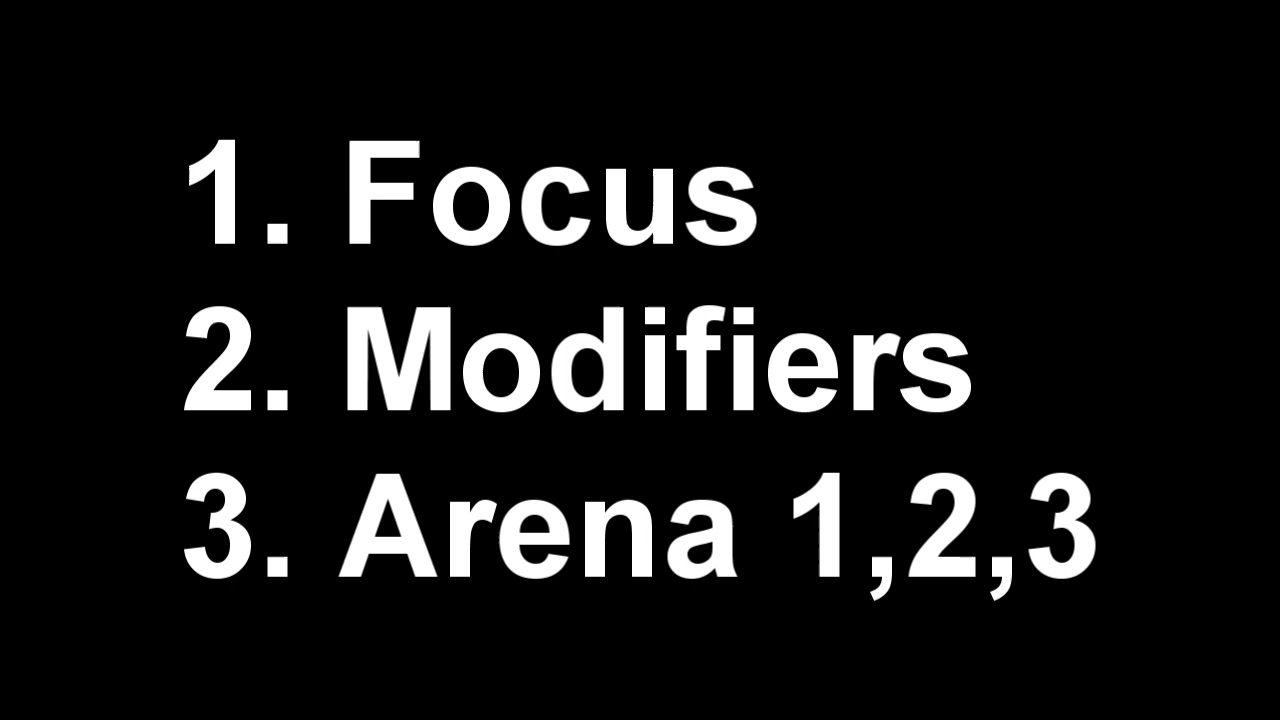 1. Focus
2. Modifiers
3. Arena 1,2,3